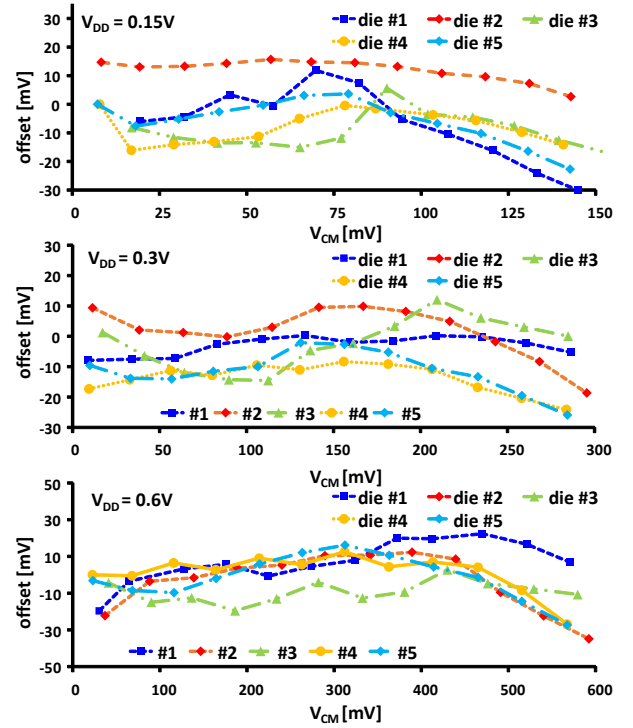 V_DD = 0.15V
die #1 die #2 die #3
die #4 die #5
offset [mV]
30
20
10
0
-10
-20
-30
0 25 50 75 100 125 150
V_CM [mV]
V_DD = 0.3V
die #1 die #2 die #3
die #4 die #5
offset [mV]
30
20
10
0
-10
-20
-30
#1 #2 #3 #4 #5
0 50 100 150 200 250 300
V_CM [mV]
V_DD = 0.6V
die #1 die #2 die #3
die #4 die #5
offset [mV]
50
30
10
-10
-30
-50
#1 #2 #3 #4 #5
0 100 200 300 400 500 600
V_CM [mV]